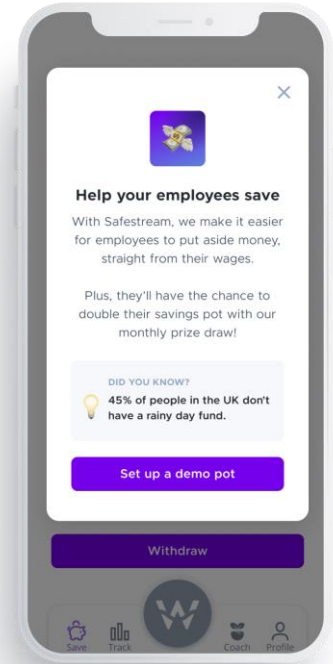 Help your employees save
With Safestream, we make it easier
for employees to put aside money,
straight from their wages.
Plus, they'll have the chance to
double their savings pot with our
monthly prize draw!
DID YOU KNOW?
45% of people in the UK don't
have a rainy day fund.
Set up a demo pot
Withdraw
Save
Track
Coach
Profile